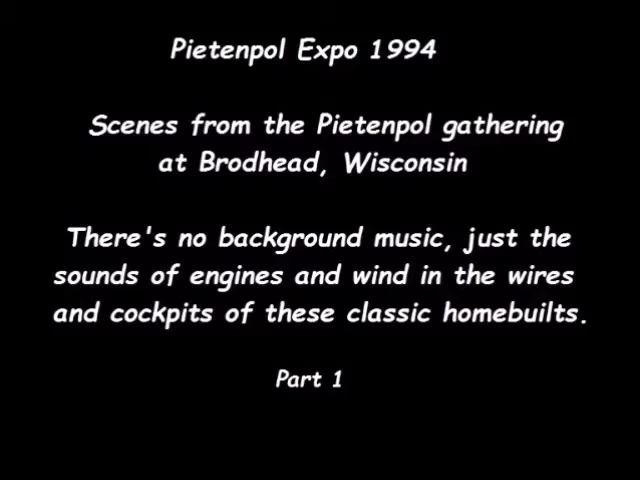 Pietenpol Expo 1994
Scenes from the Pietenpol gathering
at Brodhead, Wisconsin
There's no background music, just the
sounds of engines and wind in the wires
and cockpits of these classic homebuilts.
Part 1